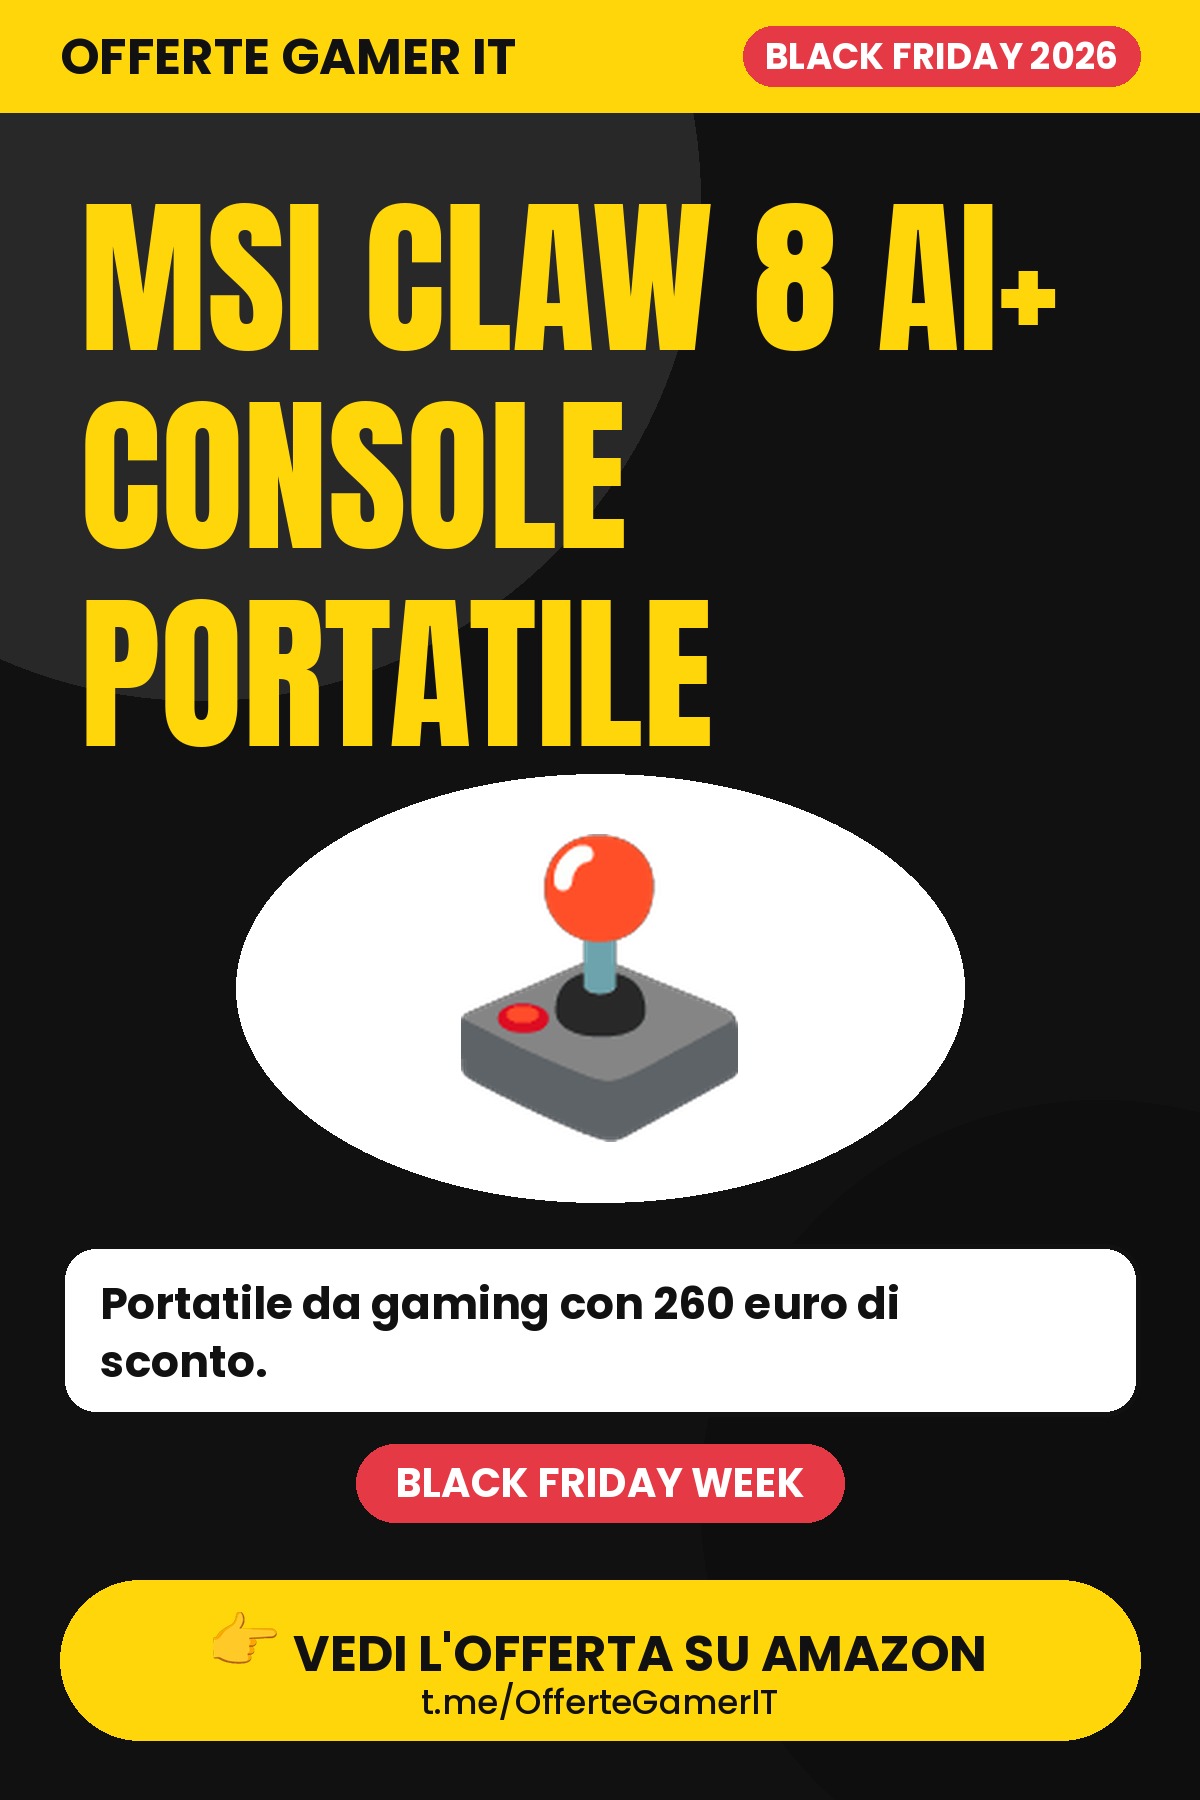 OFFERTE GAMER IT
BLACK FRIDAY 2026
MSI CLAW 8 AI+
CONSOLE
PORTATILE
Portatile da gaming con 260 euro di
sconto.
BLACK FRIDAY WEEK
👉 VEDI L'OFFERTA SU AMAZON
t.me/OfferteGamerIT